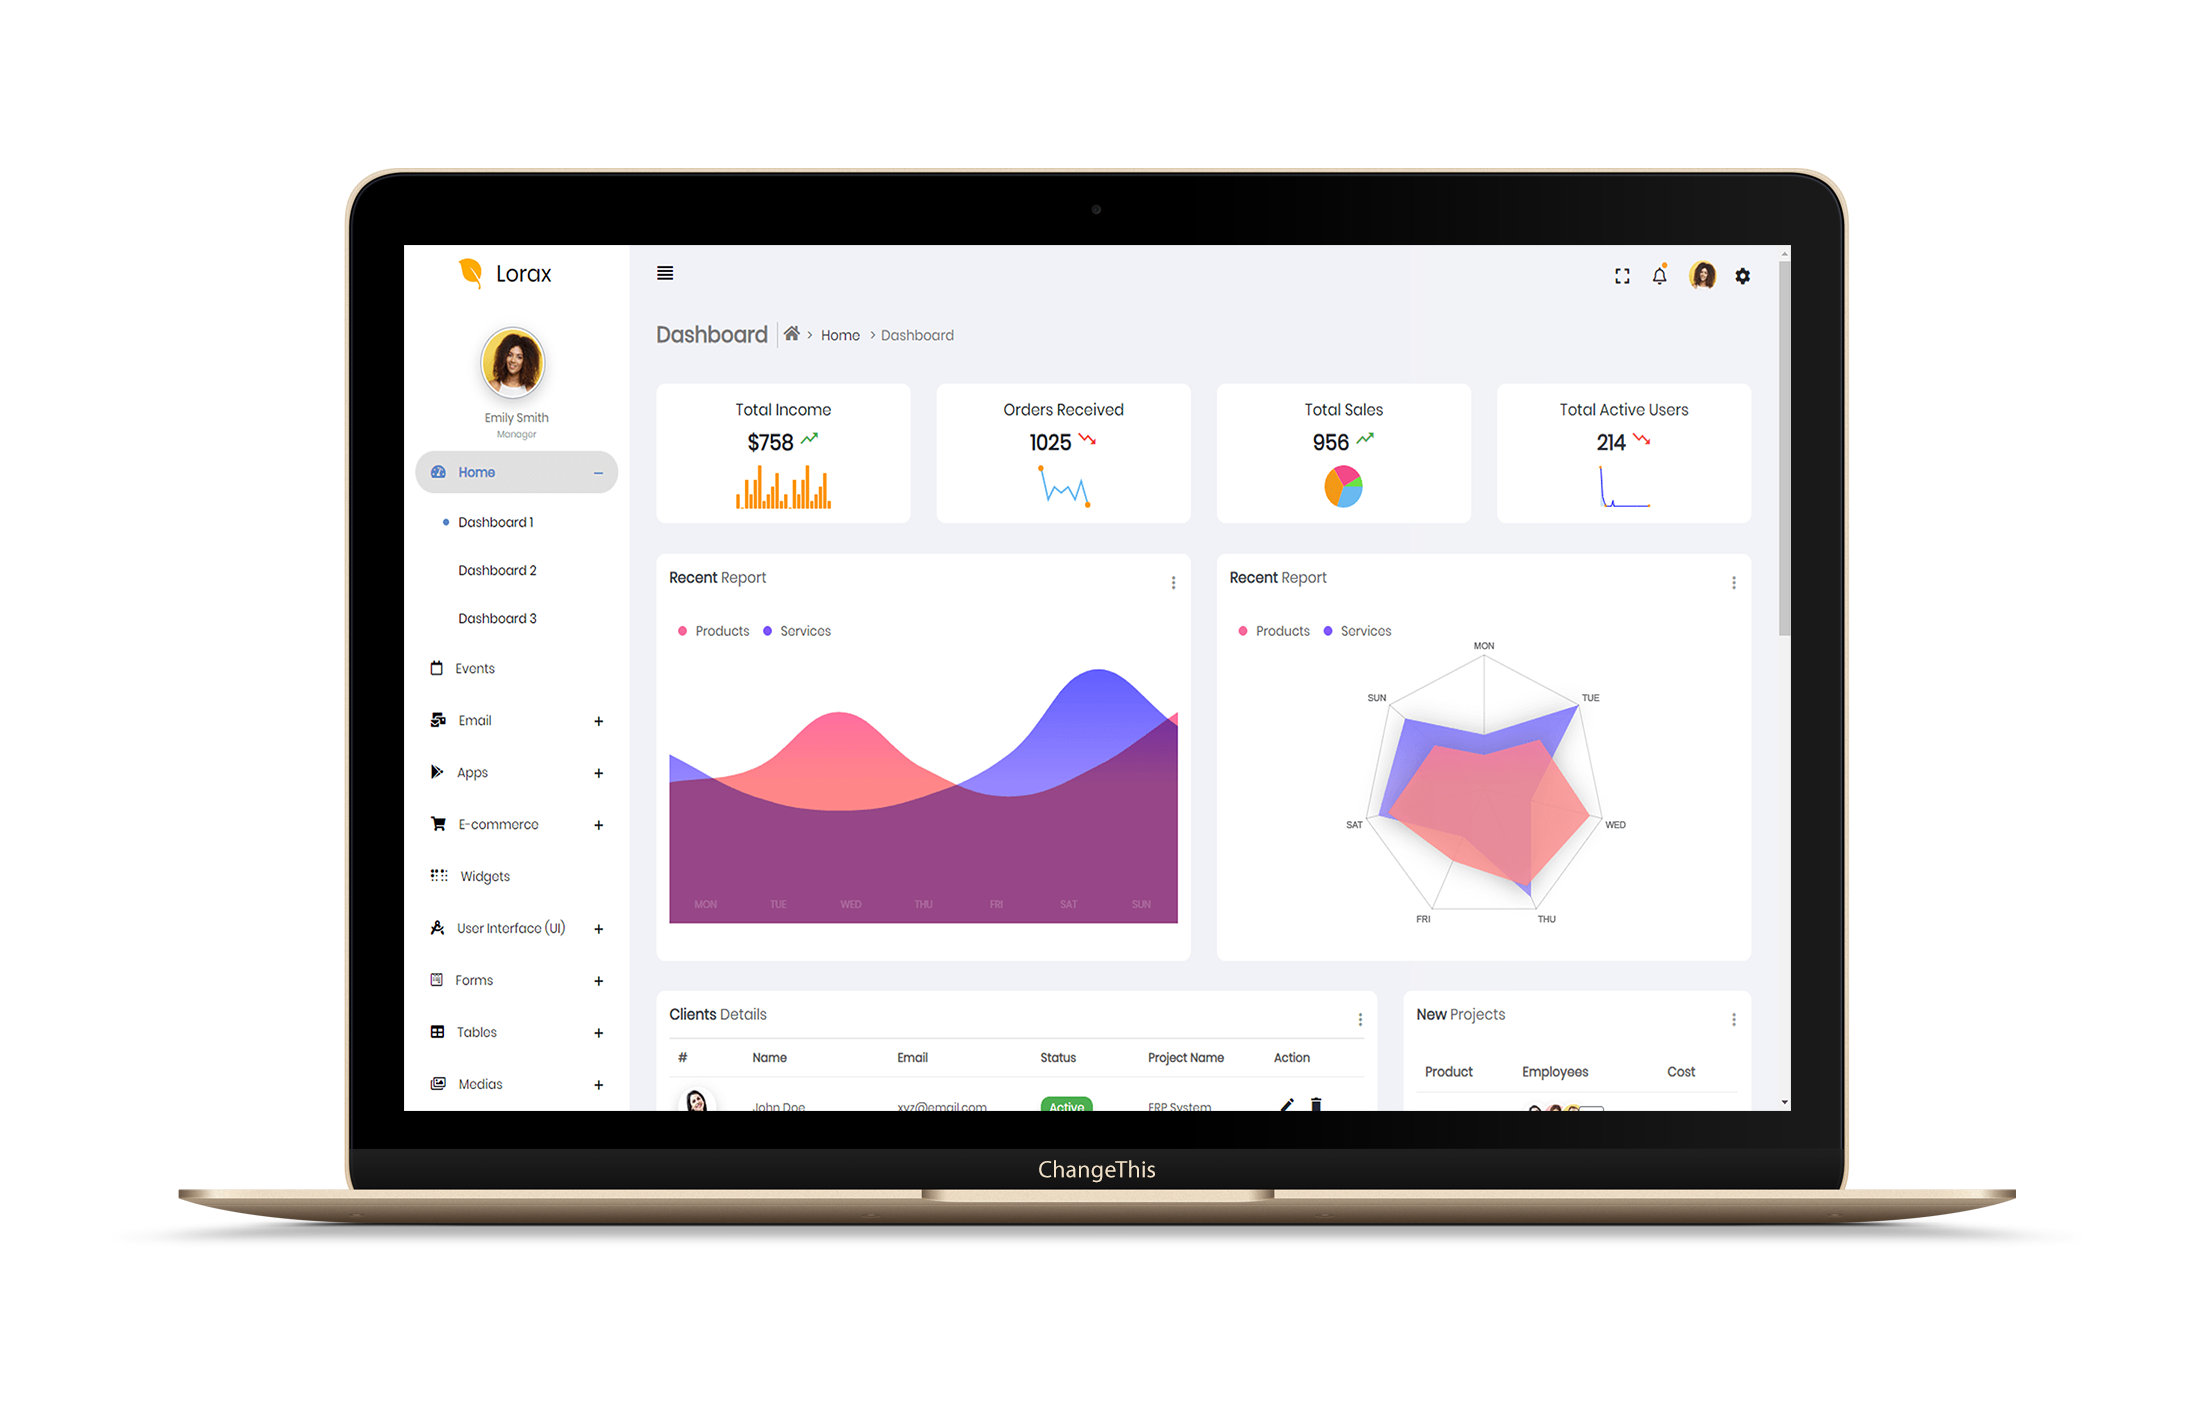 Lorax
Emily Smith
Manager
Home
Dashboard 1
Dashboard 2
Dashboard 3
Events
Email
Apps
E-commerce
Widgets
User Interface (UI)
Forms
Tables
Medias
Dashboard Home Dashboard
Total Income
$758
Orders Received
1025
Total Sales
956
Total Active Users
214
Recent Report
Products Services
MON TUE WED THU FRI SAT SUN
Recent Report
Products Services
MON
TUE
WED
THU
FRI
SAT
SUN
Clients Details
# Name Email Status Project Name Action
John Doe xyz@email.com Active ERP System
New Projects
Product Employees Cost
ChangeThis